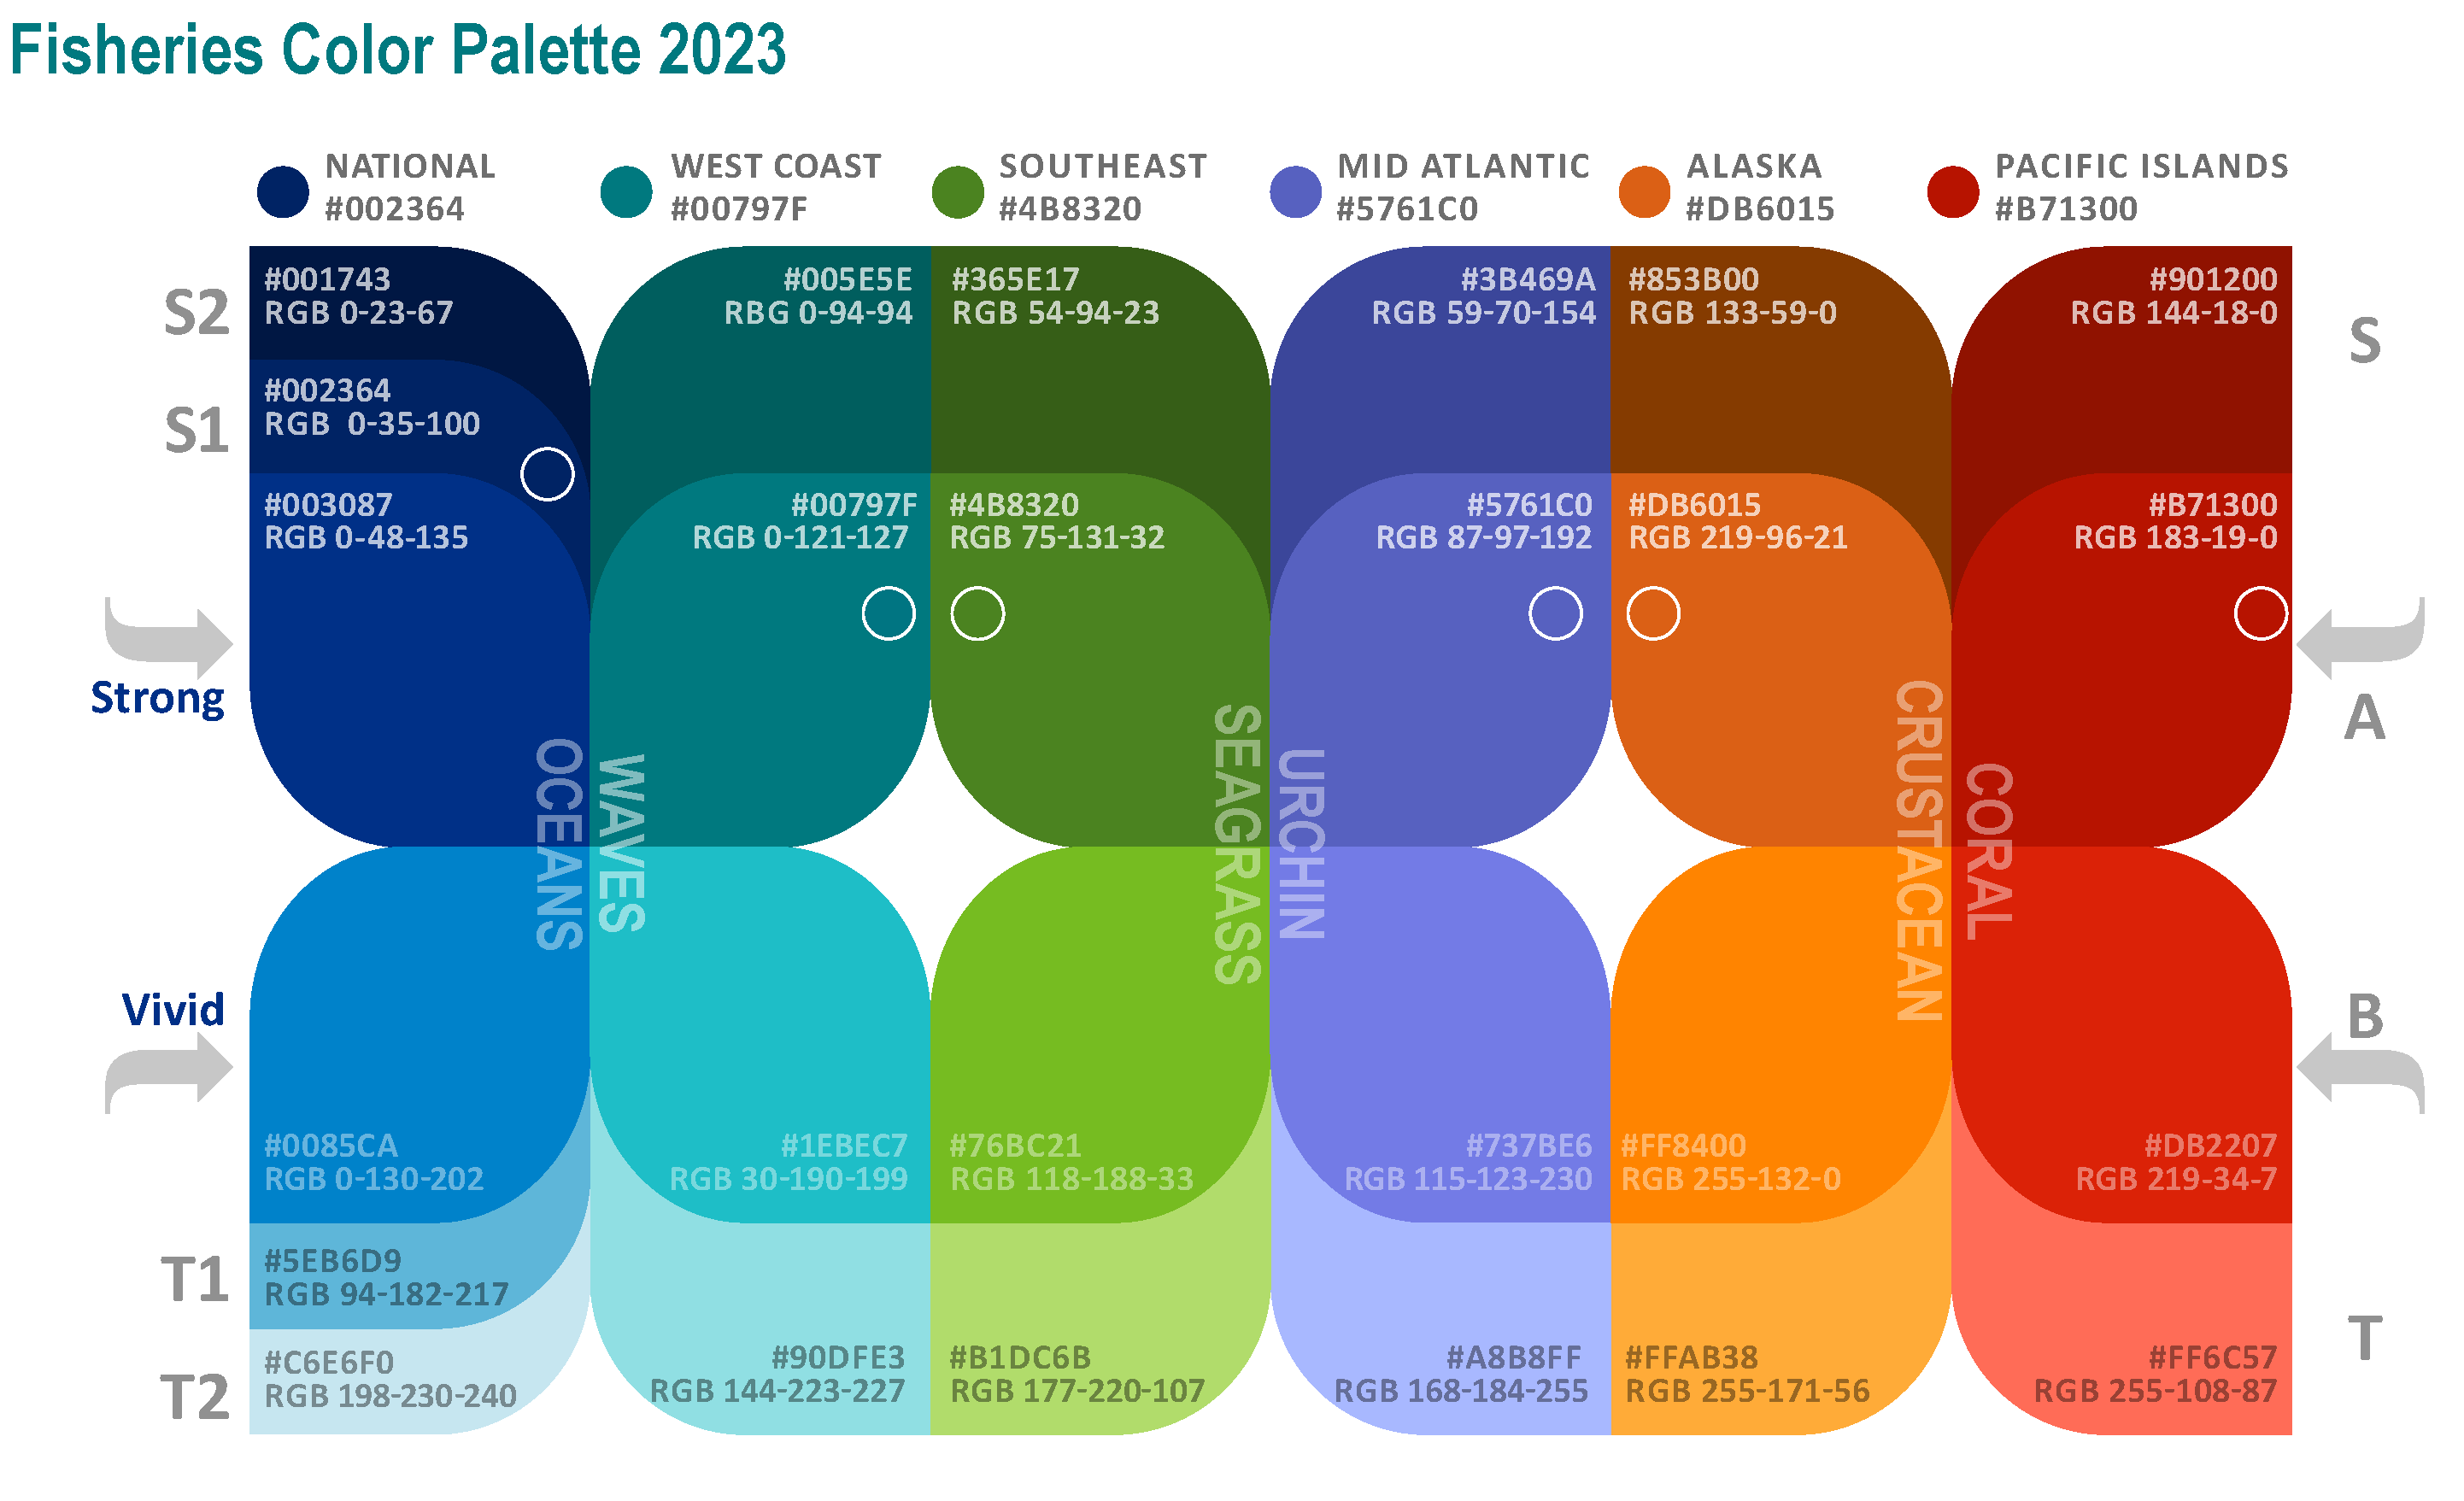 Fisheries Color Palette 2023
NATIONAL
#002364
WEST COAST
#00797F
SOUTHEAST
#4B8320
MID ATLANTIC
#5761C0
ALASKA
#DB6015
PACIFIC ISLANDS
#B71300
S2
#001743
RGB 0-23-67
#005E5E
RBG 0-94-94
#365E17
RGB 54-94-23
#3B469A
RGB 59-70-154
#853B00
RGB 133-59-0
#901200
RGB 144-18-0
S
S1
#002364
RGB 0-35-100
#003087
RGB 0-48-135
#00797F
RGB 0-121-127
#4B8320
RGB 75-131-32
#5761C0
RGB 87-97-192
#DB6015
RGB 219-96-21
#B71300
RGB 183-19-0
Strong
A
OCEANS
WAVES
SEAGRASS
URCHIN
CRUSTACEAN
CORAL
Vivid
B
#0085CA
RGB 0-130-202
#1EBEC7
RGB 30-190-199
#76BC21
RGB 118-188-33
#737BE6
RGB 115-123-230
#FF8400
RGB 255-132-0
#DB2207
RGB 219-34-7
T1
#5EB6D9
RGB 94-182-217
T2
#C6E6F0
RGB 198-230-240
#90DFE3
RGB 144-223-227
#B1DC6B
RGB 177-220-107
#A8B8FF
RGB 168-184-255
#FFAB38
RGB 255-171-56
#FF6C57
RGB 255-108-87
T